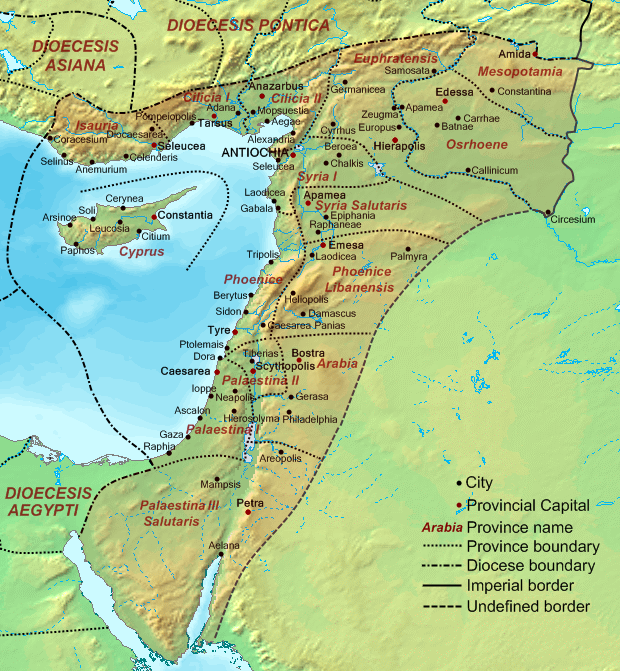 DIOECESIS PONTICA
DIOECESIS
ASIANA
Amida
Euphratensis
Samosata
Mesopotamia
Anazarbus
Germanicea
Cilicia I
Cilicia II
Edessa
Constantina
Adana
Mopsuestia
Zeugma
Apamea
Pompeiopolis
Isauria
Tarsus
Aegae
Carrhae
Diocaesarea
Cyrrhus
Europus
Batnae
Coracesium
Alexandria
Seleucea
Beroea
Hierapolis
Osrhoene
ANTIOCHIA
Celenderis
Selinus
Anemurium
Seleucea
Chalkis
Callinicum
Syria I
Cerynea
Laodicea
Apamea
Soli
Gabala
Syria Salutaris
Arsinoe
Constantia
Epiphania
Circesium
Leucosia
Raphaneae
Citium
Emesa
Paphos
Cyprus
Tripolis
Laodicea
Palmyra
Phoenice
Phoenice
Libanensis
Berytus
Heliopolis
Sidon
Damascus
Tyre
Caesarea Panias
Ptolemais
Dora
Tiberias
Bostra
Arabia
Caesarea
Scythopolis
Palaestina II
Ioppe
Neapolis
Gerasa
Ascalon
Hierosolyma
Philadelphia
Gaza
Palaestina I
Raphia
Areopolis
DIOECESIS
AEGYPTI
Mampsis
Palaestina III
Salutaris
Petra
Aelana
City
Provincial Capital
Arabia Province name
Province boundary
Diocese boundary
Imperial border
Undefined border